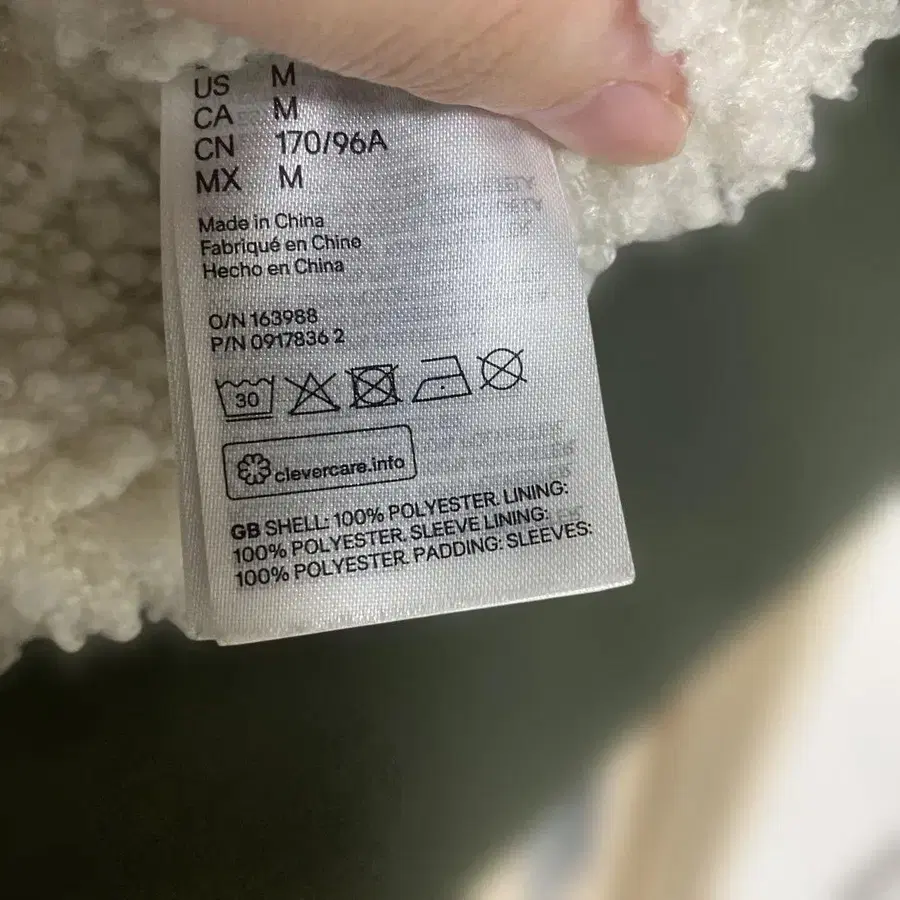 US M
CA M
CN 170/96A
MX M
Made in China
Fabriqué en Chine
Hecho en China
O/N 163988
P/N 0917836 2
30
clevercare.info
GB SHELL: 100% POLYESTER. LINING:
100% POLYESTER. SLEEVE LINING:
100% POLYESTER. PADDING: SLEEVES: